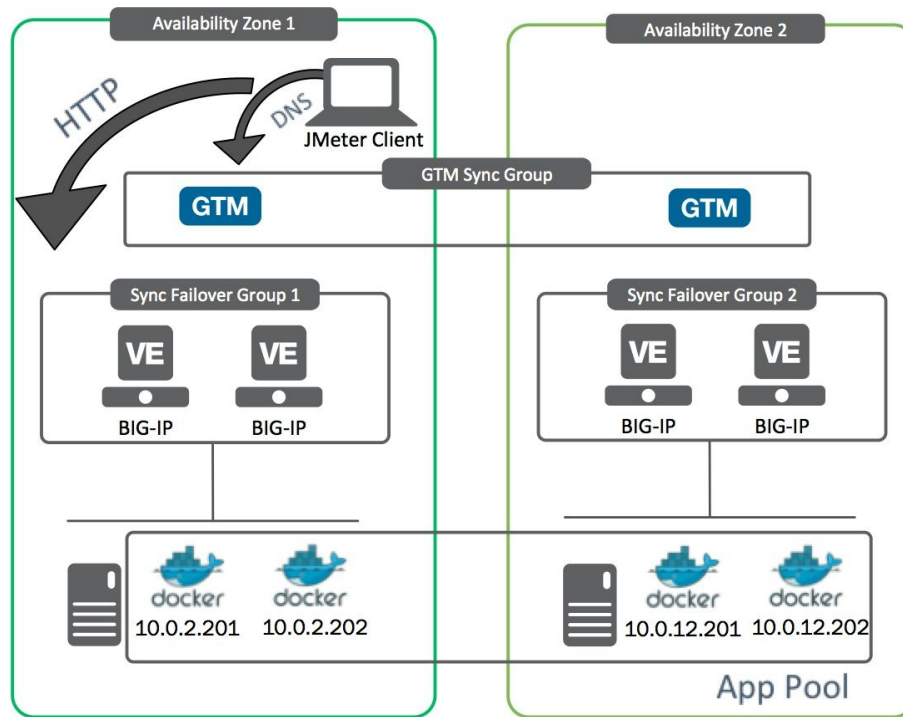 Availability Zone 1
Availability Zone 2
HTTP
DNS
JMeter Client
GTM Sync Group
GTM
GTM
Sync Failover Group 1
Sync Failover Group 2
VE
VE
VE
VE
BIG-IP
BIG-IP
BIG-IP
BIG-IP
docker
docker
docker
docker
10.0.2.201
10.0.2.202
10.0.12.201
10.0.12.202
App Pool